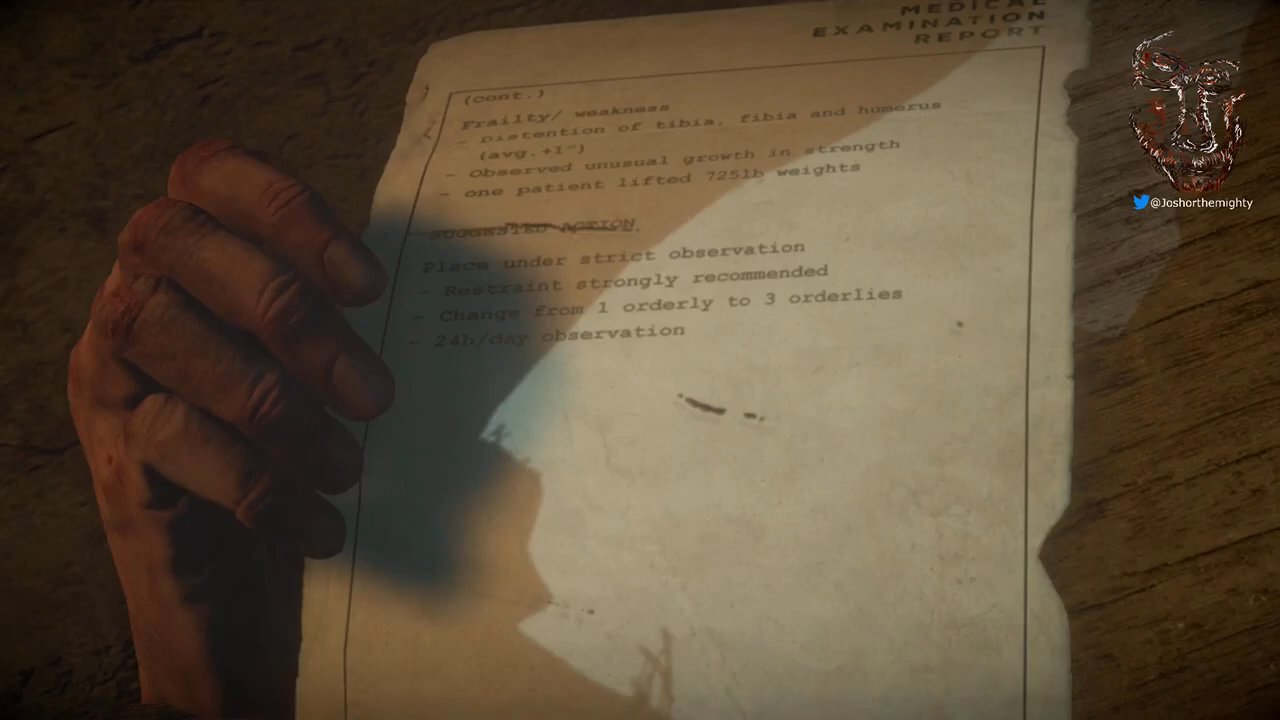 MEDICAL
EXAMINATION
REPORT
(cont.)
Frailty/ weakness
- Distention of tibia, fibia and humerus
(avg.+1")
- Observed unusual growth in strength
- one patient lifted 725lb weights
SUGGESTED ACTION.
Place under strict observation
- Restraint strongly recommended
- Change from 1 orderly to 3 orderlies
- 24h/day observation
@Joshorthemighty